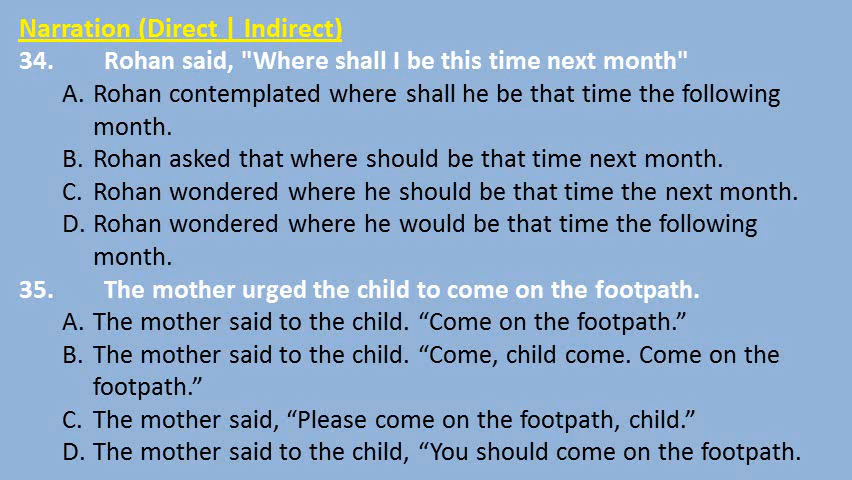 Narration (Direct | Indirect)
34. Rohan said, "Where shall I be this time next month"
A. Rohan contemplated where shall he be that time the following
month.
B. Rohan asked that where should be that time next month.
C. Rohan wondered where he should be that time the next month.
D. Rohan wondered where he would be that time the following
month.
35. The mother urged the child to come on the footpath.
A. The mother said to the child. “Come on the footpath.”
B. The mother said to the child. “Come, child come. Come on the
footpath.”
C. The mother said, “Please come on the footpath, child.”
D. The mother said to the child, “You should come on the footpath.